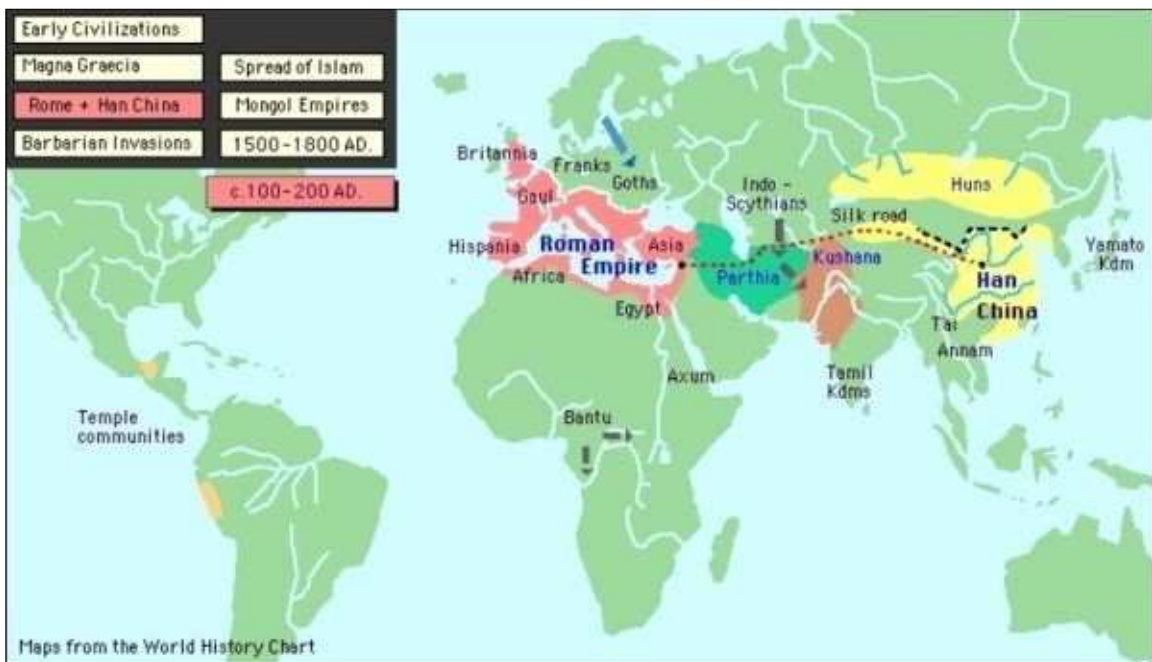 Early Civilizations
Magna Graecia
Spread of Islam
Rome + Han China
Mongol Empires
Barbarian Invasions
1500-1800 AD.
c.100-200 AD.
Britannia
Franks
Goths
Gaul
Indo -
Scythians
Huns
Silk road
Hispania
Roman
Empire
Asia
Africa
Egypt
Parthia
Kushana
Yamato
Kdm
Han
China
Tai
Annam
Axum
Tamil
Kdms
Temple
communities
Bantu
Maps from the World History Chart